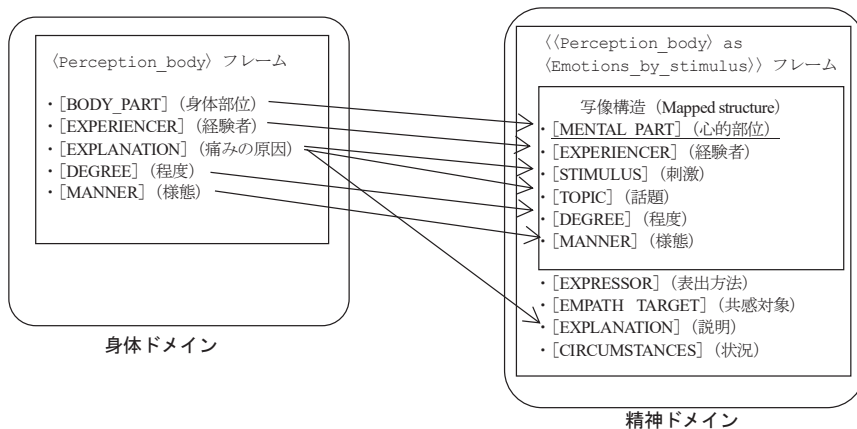 〈Perception_body〉フレーム
・[BODY_PART](身体部位)
・[EXPERIENCER](経験者)
・[EXPLANATION](痛みの原因)
・[DEGREE](程度)
・[MANNER](様態)
身体ドメイン
〈〈Perception_body〉as
〈Emotions_by_stimulus〉〉フレーム
写像構造(Mapped structure)
・[MENTAL PART](心的部位)
・[EXPERIENCER](経験者)
・[STIMULUS](刺激)
・[TOPIC](話題)
・[DEGREE](程度)
・[MANNER](様態)
・[EXPRESSOR](表出方法)
・[EMPATH TARGET](共感対象)
・[EXPLANATION](説明)
・[CIRCUMSTANCES](状況)
精神ドメイン